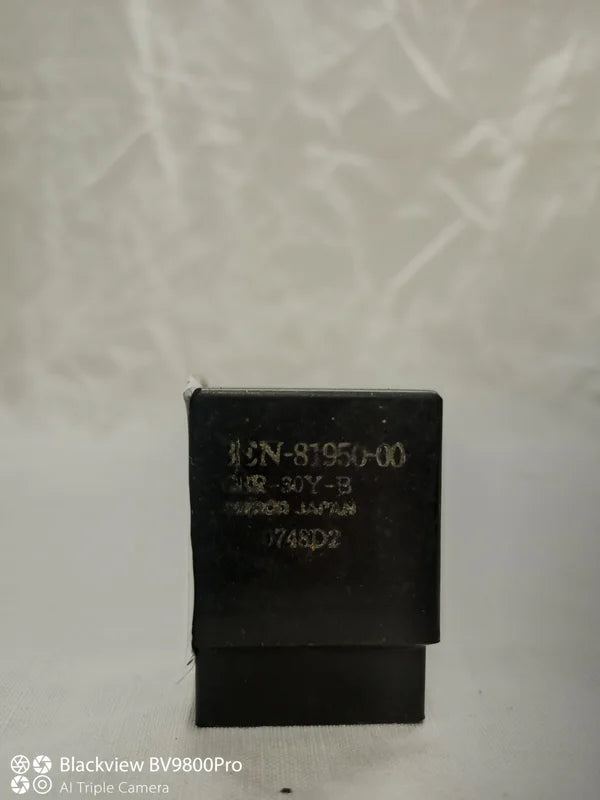 -81950-00
-30Y-B
JAPAN
0748D2
Blackview BV9800Pro
AI Triple Camera